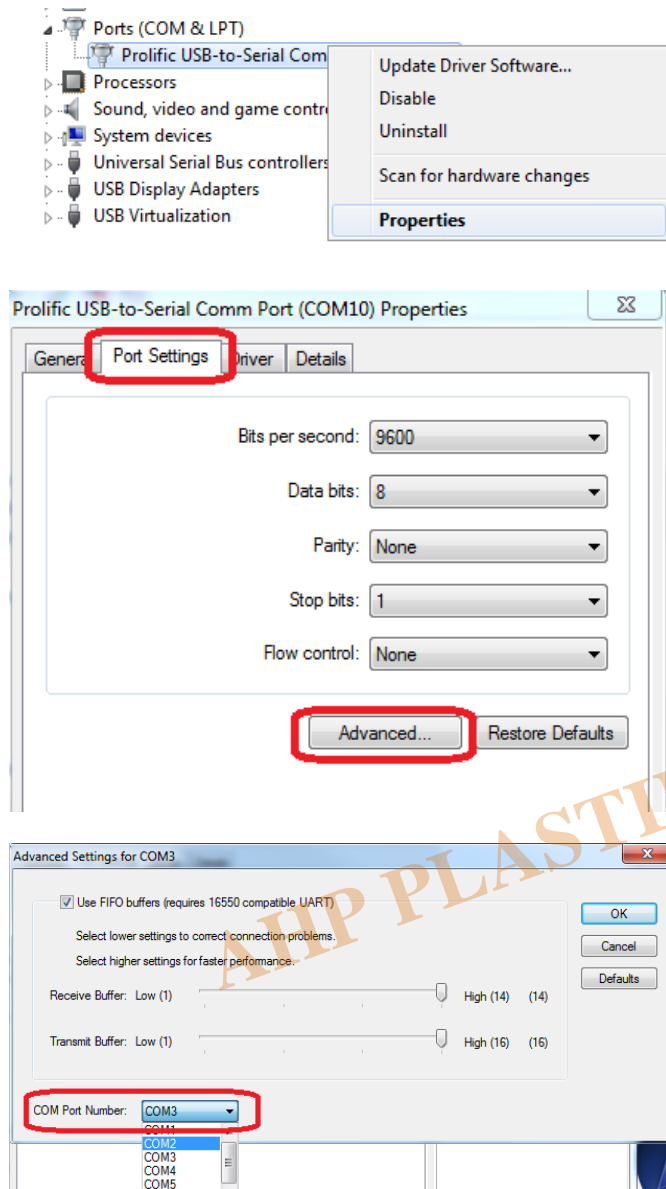 Ports (COM & LPT)
Prolific USB-to-Serial Com
Processors
Sound, video and game contr
System devices
Universal Serial Bus controllers
USB Display Adapters
USB Virtualization
Update Driver Software...
Disable
Uninstall
Scan for hardware changes
Properties
Prolific USB-to-Serial Comm Port (COM10) Properties
General Port Settings Driver Details
Bits per second: 9600
Data bits: 8
Parity: None
Stop bits: 1
Flow control: None
Advanced... Restore Defaults
Advanced Settings for COM3
Use FIFO buffers (requires 16550 compatible UART)
Select lower settings to correct connection problems.
Select higher settings for faster performance.
Receive Buffer: Low (1) High (14) (14)
Transmit Buffer: Low (1) High (16) (16)
OK
Cancel
Defaults
COM Port Number: COM3
COM1
COM2
COM3
COM4
COM5
AHP PLASTI